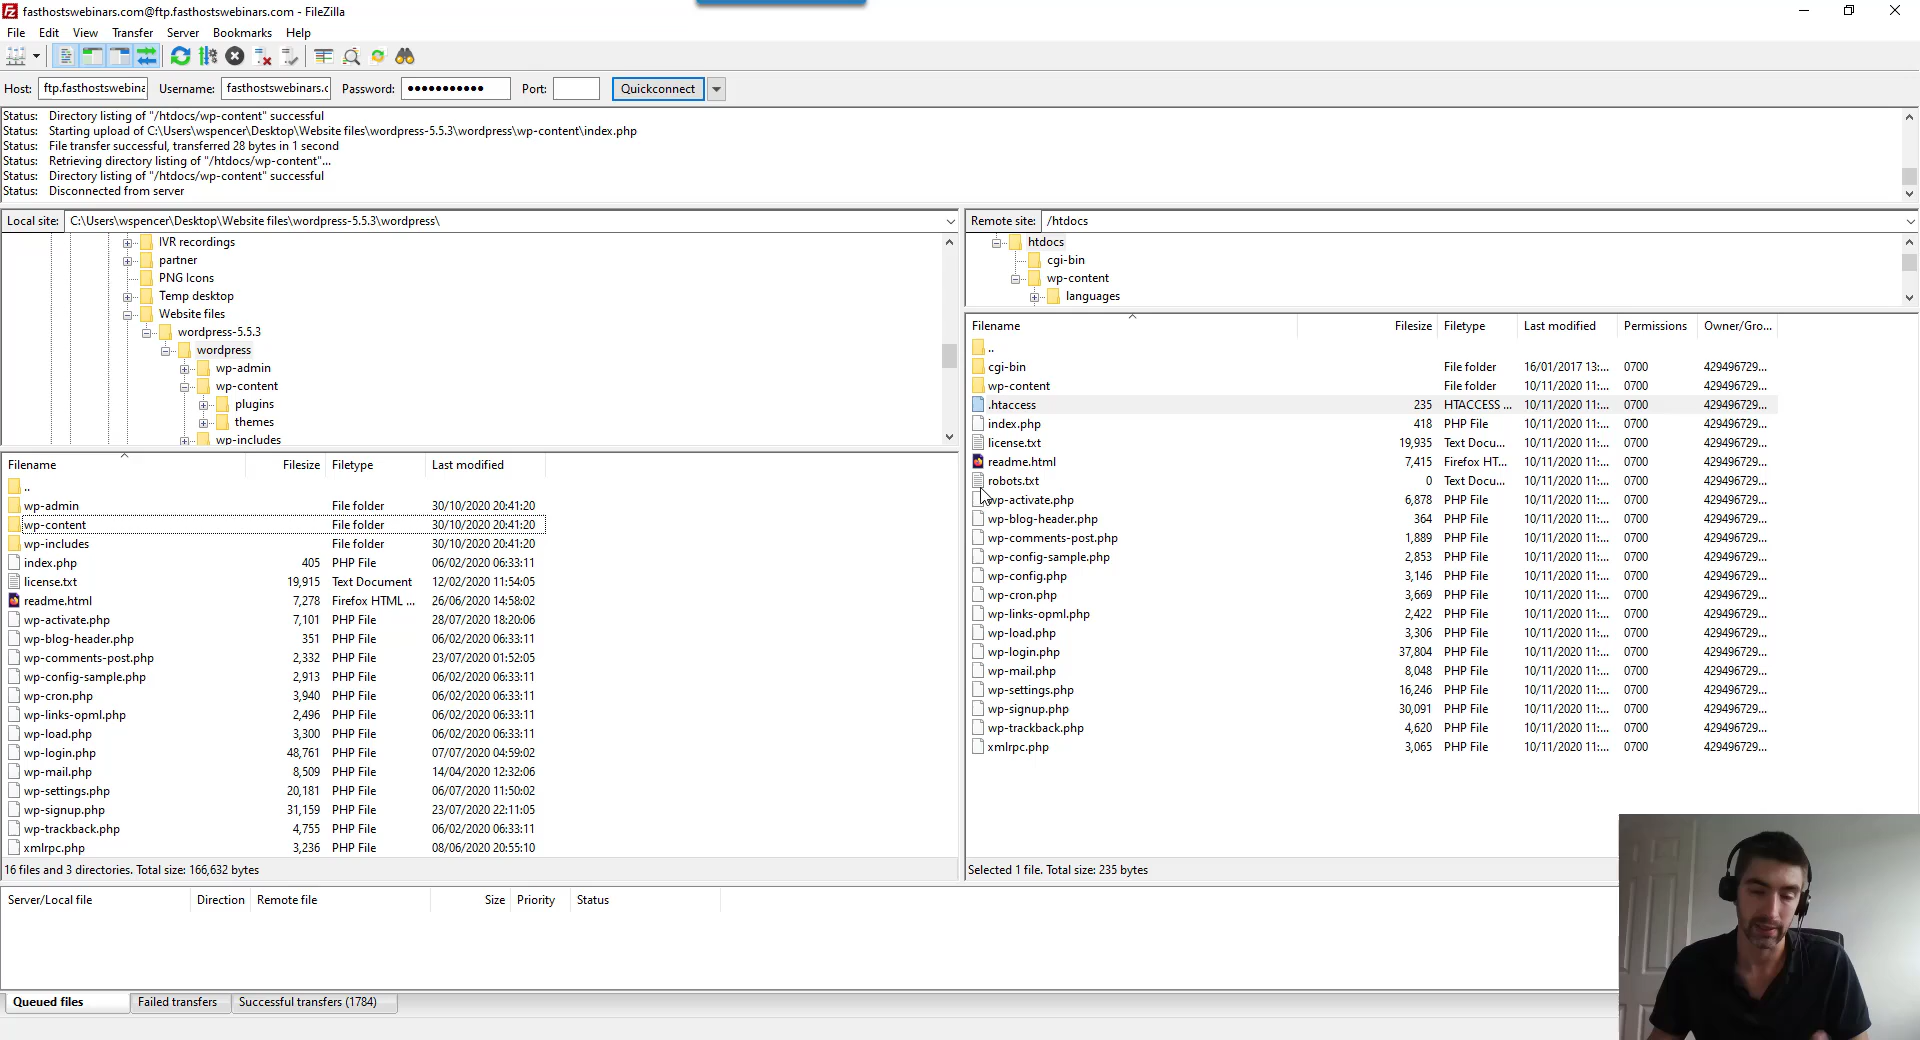 fasthostswebinars.com@ftp.fasthostswebinars.com - FileZilla
File Edit View Transfer Server Bookmarks Help
Host: ftp.fasthostswebina Username: fasthostswebinars.c Password: ●●●●●●●●●●● Port: Quickconnect
Status: Directory listing of "/htdocs/wp-content" successful
Status: Starting upload of C:\Users\wspencer\Desktop\Website files\wordpress-5.5.3\wordpress\wp-content\index.php
Status: File transfer successful, transferred 28 bytes in 1 second
Status: Retrieving directory listing of "/htdocs/wp-content"...
Status: Directory listing of "/htdocs/wp-content" successful
Status: Disconnected from server
Local site: C:\Users\wspencer\Desktop\Website files\wordpress-5.5.3\wordpress\
IVR recordings
partner
PNG Icons
Temp desktop
Website files
wordpress-5.5.3
wordpress
wp-admin
wp-content
plugins
themes
wp-includes
Filename Filesize Filetype Last modified
..
wp-admin File folder 30/10/2020 20:41:20
wp-content File folder 30/10/2020 20:41:20
wp-includes File folder 30/10/2020 20:41:20
index.php 405 PHP File 06/02/2020 06:33:11
license.txt 19,915 Text Document 12/02/2020 11:54:05
readme.html 7,278 Firefox HTML ... 26/06/2020 14:58:02
wp-activate.php 7,101 PHP File 28/07/2020 18:20:06
wp-blog-header.php 351 PHP File 06/02/2020 06:33:11
wp-comments-post.php 2,332 PHP File 23/07/2020 01:52:05
wp-config-sample.php 2,913 PHP File 06/02/2020 06:33:11
wp-cron.php 3,940 PHP File 06/02/2020 06:33:11
wp-links-opml.php 2,496 PHP File 06/02/2020 06:33:11
wp-load.php 3,300 PHP File 06/02/2020 06:33:11
wp-login.php 48,761 PHP File 07/07/2020 04:59:02
wp-mail.php 8,509 PHP File 14/04/2020 12:32:06
wp-settings.php 20,181 PHP File 06/07/2020 11:50:02
wp-signup.php 31,159 PHP File 23/07/2020 22:11:05
wp-trackback.php 4,755 PHP File 06/02/2020 06:33:11
xmlrpc.php 3,236 PHP File 08/06/2020 20:55:10
16 files and 3 directories. Total size: 166,632 bytes
Remote site: /htdocs
htdocs
cgi-bin
wp-content
languages
Filename Filesize Filetype Last modified Permissions Owner/Gro...
..
cgi-bin File folder 16/01/2017 13:... 0700 429496729...
wp-content File folder 10/11/2020 11:... 0700 429496729...
.htaccess 235 HTACCESS ... 10/11/2020 11:... 0700 429496729...
index.php 418 PHP File 10/11/2020 11:... 0700 429496729...
license.txt 19,935 Text Docu... 10/11/2020 11:... 0700 429496729...
readme.html 7,415 Firefox HT... 10/11/2020 11:... 0700 429496729...
robots.txt 0 Text Docu... 10/11/2020 11:... 0700 429496729...
wp-activate.php 6,878 PHP File 10/11/2020 11:... 0700 429496729...
wp-blog-header.php 364 PHP File 10/11/2020 11:... 0700 429496729...
wp-comments-post.php 1,889 PHP File 10/11/2020 11:... 0700 429496729...
wp-config-sample.php 2,853 PHP File 10/11/2020 11:... 0700 429496729...
wp-config.php 3,146 PHP File 10/11/2020 11:... 0700 429496729...
wp-cron.php 3,669 PHP File 10/11/2020 11:... 0700 429496729...
wp-links-opml.php 2,422 PHP File 10/11/2020 11:... 0700 429496729...
wp-load.php 3,306 PHP File 10/11/2020 11:... 0700 429496729...
wp-login.php 37,804 PHP File 10/11/2020 11:... 0700 429496729...
wp-mail.php 8,048 PHP File 10/11/2020 11:... 0700 429496729...
wp-settings.php 16,246 PHP File 10/11/2020 11:... 0700 429496729...
wp-signup.php 30,091 PHP File 10/11/2020 11:... 0700 429496729...
wp-trackback.php 4,620 PHP File 10/11/2020 11:... 0700 429496729...
xmlrpc.php 3,065 PHP File 10/11/2020 11:... 0700 429496729...
Selected 1 file. Total size: 235 bytes
Server/Local file Direction Remote file Size Priority Status
Queued files Failed transfers Successful transfers (1784)